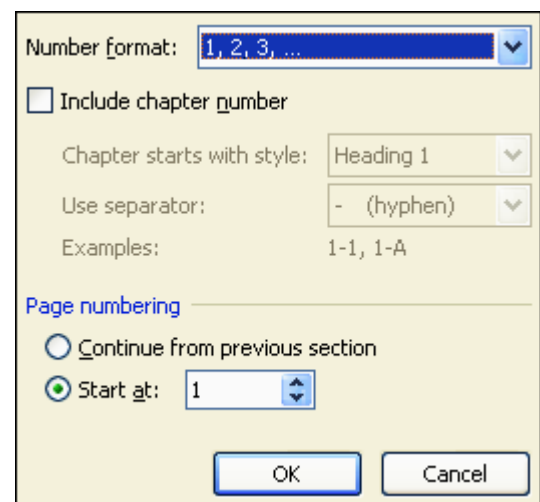 Number format: 1, 2, 3, ...
Include chapter number
Chapter starts with style: Heading 1
Use separator: - (hyphen)
Examples: 1-1, 1-A
Page numbering
Continue from previous section
Start at: 1
OK Cancel